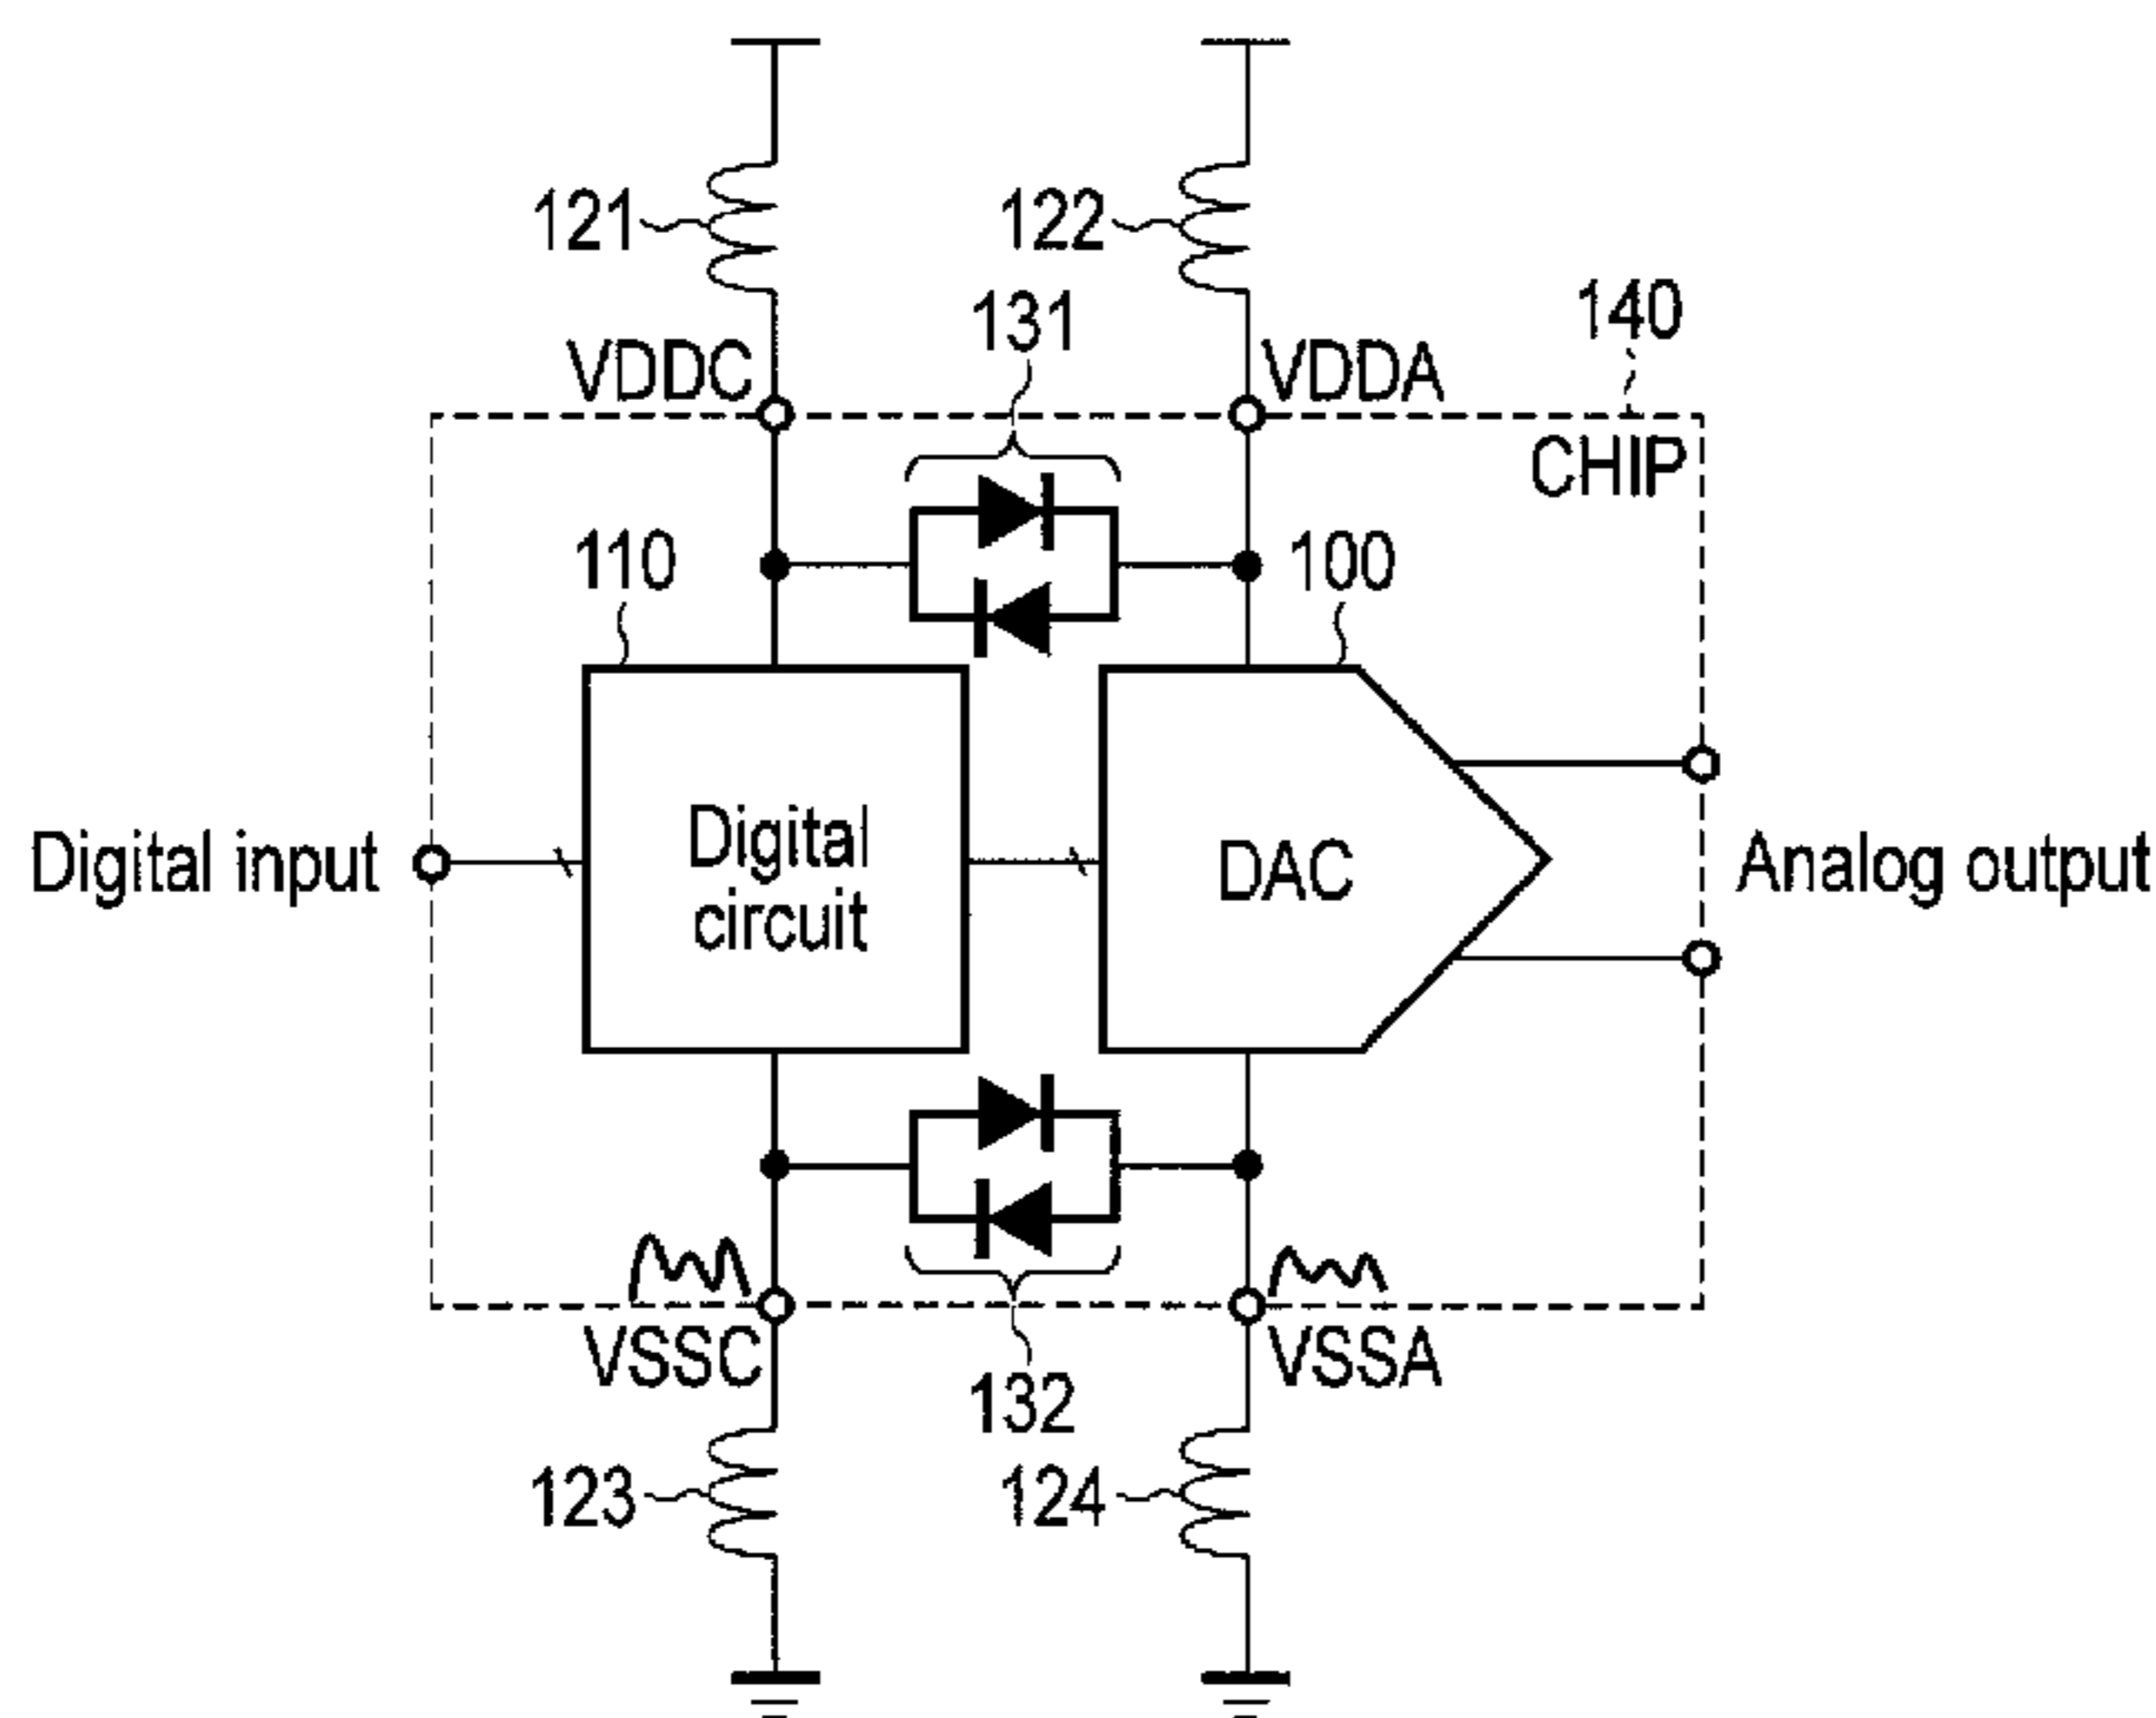 121
122
131
140
VDDC
VDDA
CHIP
110
100
Digital input
Digital
circuit
DAC
Analog output
VSSC
VSSA
132
123
124